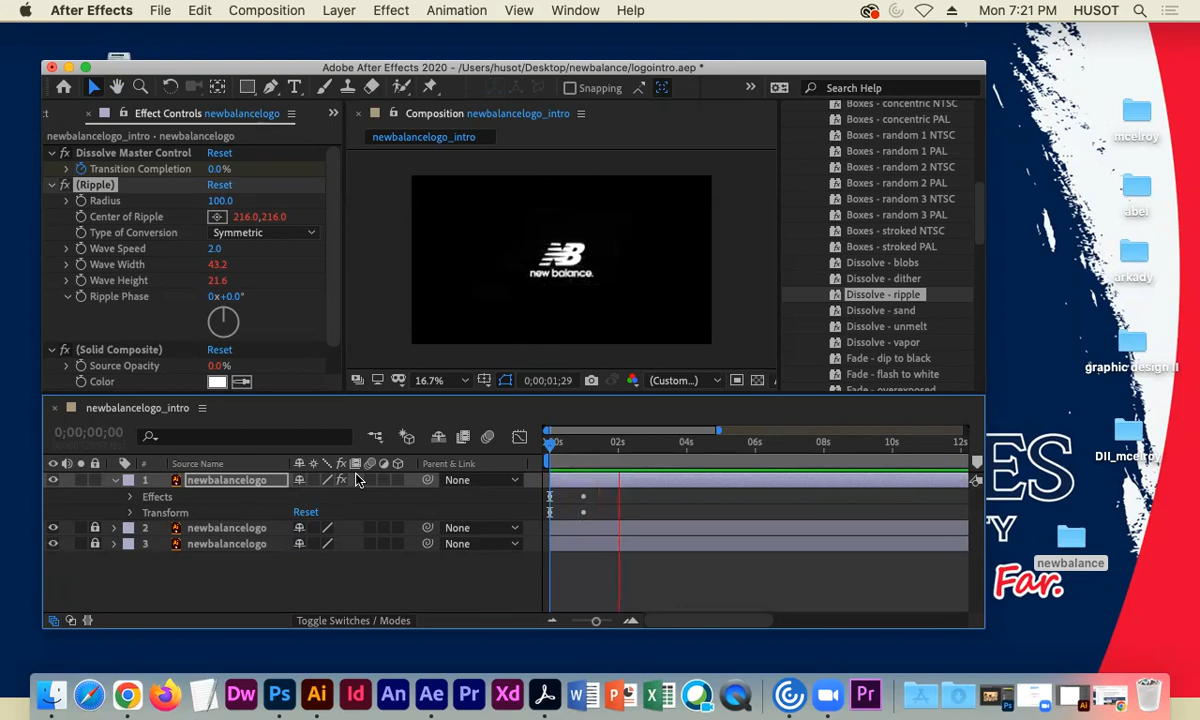 After Effects File Edit Composition Layer Effect Animation View Window Help Mon 7:21 PM HUSOT
Adobe After Effects 2020 - /Users/husot/Desktop/newbalance/logointro.aep *
Snapping Search Help
Effect Controls newbalancelogo
Composition newbalancelogo_intro
newbalancelogo_intro • newbalancelogo
newbalancelogo_intro
Dissolve Master Control Reset
Transition Completion 0.0%
(Ripple) Reset
Radius 100.0
Center of Ripple 216.0,216.0
Type of Conversion Symmetric
Wave Speed 2.0
Wave Width 43.2
Wave Height 21.6
Ripple Phase 0x+0.0°
(Solid Composite) Reset
Source Opacity 0.0%
Color
new balance.
16.7% 0;00;01;29 (Custom...)
Boxes - concentric NTSC
Boxes - concentric PAL
Boxes - random 1 NTSC
Boxes - random 1 PAL
Boxes - random 2 NTSC
Boxes - random 2 PAL
Boxes - random 3 NTSC
Boxes - random 3 PAL
Boxes - stroked NTSC
Boxes - stroked PAL
Dissolve - blobs
Dissolve - dither
Dissolve - ripple
Dissolve - sand
Dissolve - unmelt
Dissolve - vapor
Fade - dip to black
Fade - flash to white
newbalancelogo_intro
0;00;00;00
:00s 02s 04s 06s 08s 10s 12s
# Source Name Parent & Link
1 newbalancelogo None
Effects
Transform Reset
2 newbalancelogo None
3 newbalancelogo None
Toggle Switches / Modes
mcelroy
abel
arkady
graphic design II
DII_mcelroy
newbalance
Far.
Dw Ps Ai Id An Ae Pr Xd Pr